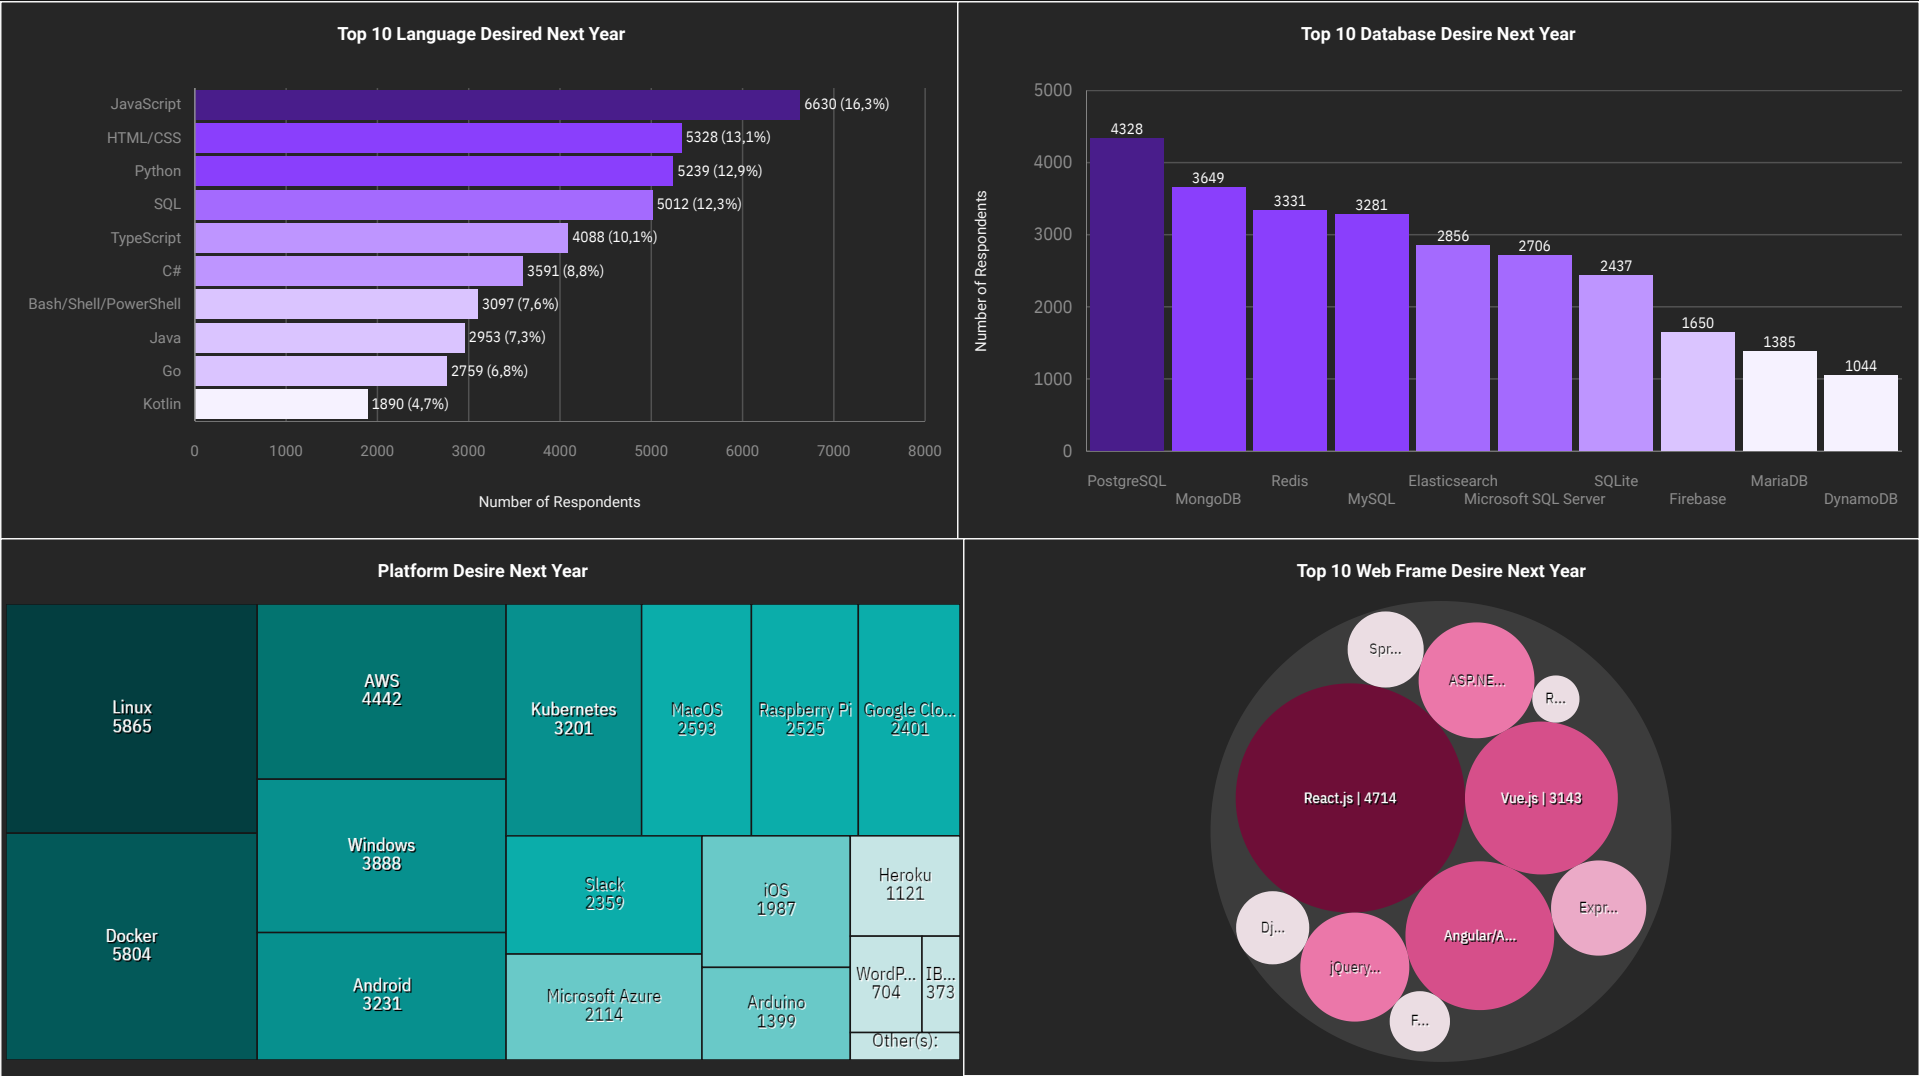 Top 10 Language Desired Next Year
JavaScript
6630 (16,3%)
HTML/CSS
5328 (13,1%)
Python
5239 (12,9%)
SQL
5012 (12,3%)
TypeScript
4088 (10,1%)
C#
3591 (8,8%)
Bash/Shell/PowerShell
3097 (7,6%)
Java
2953 (7,3%)
Go
2759 (6,8%)
Kotlin
1890 (4,7%)
0 1000 2000 3000 4000 5000 6000 7000 8000
Number of Respondents
Top 10 Database Desire Next Year
Number of Respondents
5000
4000
3000
2000
1000
0
4328
3649
3331
3281
2856
2706
2437
1650
1385
1044
PostgreSQL
MongoDB
Redis
MySQL
Elasticsearch
Microsoft SQL Server
SQLite
Firebase
MariaDB
DynamoDB
Platform Desire Next Year
Linux
5865
Docker
5804
AWS
4442
Windows
3888
Android
3231
Kubernetes
3201
MacOS
2593
Raspberry Pi
2525
Google Clo...
2401
Slack
2359
Microsoft Azure
2114
iOS
1987
Arduino
1399
Heroku
1121
WordP...
704
IB...
373
Other(s):
Top 10 Web Frame Desire Next Year
Spr...
ASP.NE...
R...
React.js | 4714
Vue.js | 3143
Expr...
Dj...
Angular/A...
jQuery...
F...